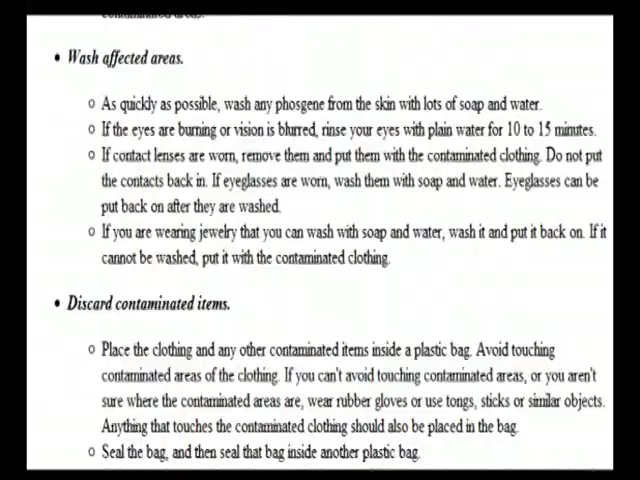 contaminated areas.
• Wash affected areas.
o As quickly as possible, wash any phosgene from the skin with lots of soap and water.
o If the eyes are burning or vision is blurred, rinse your eyes with plain water for 10 to 15 minutes.
o If contact lenses are worn, remove them and put them with the contaminated clothing. Do not put
the contacts back in. If eyeglasses are worn, wash them with soap and water. Eyeglasses can be
put back on after they are washed.
o If you are wearing jewelry that you can wash with soap and water, wash it and put it back on. If it
cannot be washed, put it with the contaminated clothing.
• Discard contaminated items.
o Place the clothing and any other contaminated items inside a plastic bag. Avoid touching
contaminated areas of the clothing. If you can't avoid touching contaminated areas, or you aren't
sure where the contaminated areas are, wear rubber gloves or use tongs, sticks or similar objects.
Anything that touches the contaminated clothing should also be placed in the bag.
o Seal the bag, and then seal that bag inside another plastic bag.